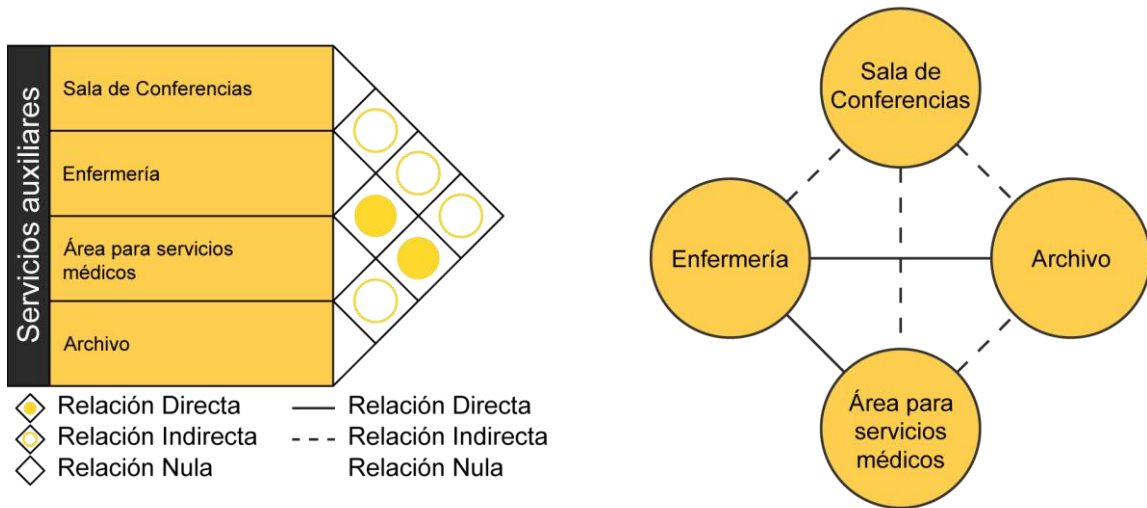 Servicios auxiliares
Sala de Conferencias
Enfermería
Área para servicios
médicos
Archivo
Relación Directa
Relación Indirecta
Relación Nula
Relación Directa
Relación Indirecta
Relación Nula
Sala de
Conferencias
Enfermería
Archivo
Área para
servicios
médicos